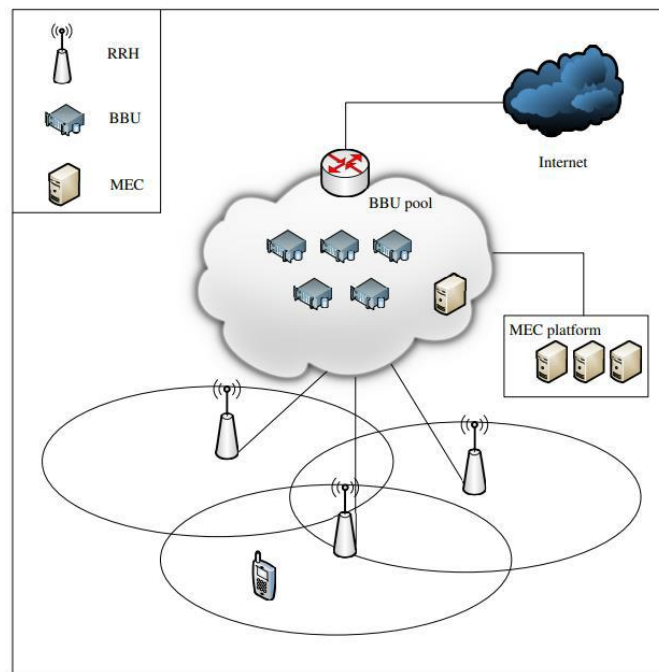 RRH
BBU
MEC
Internet
BBU pool
MEC platform